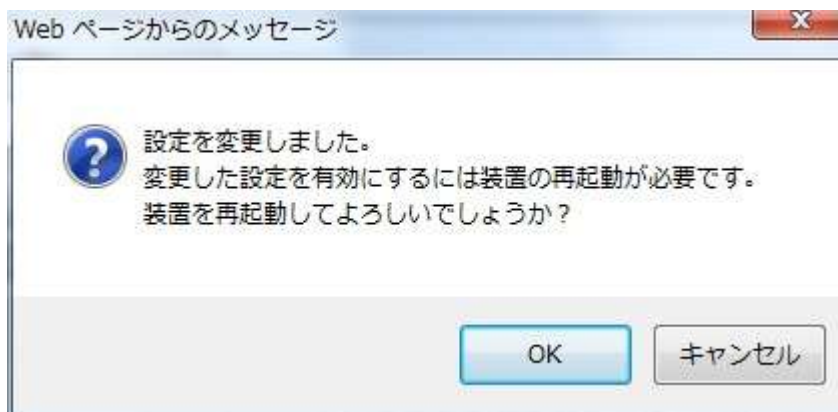 Web ページからのメッセージ
設定を変更しました。
変更した設定を有効にするには装置の再起動が必要です。
装置を再起動してよろしいでしょうか？
OK
キャンセル